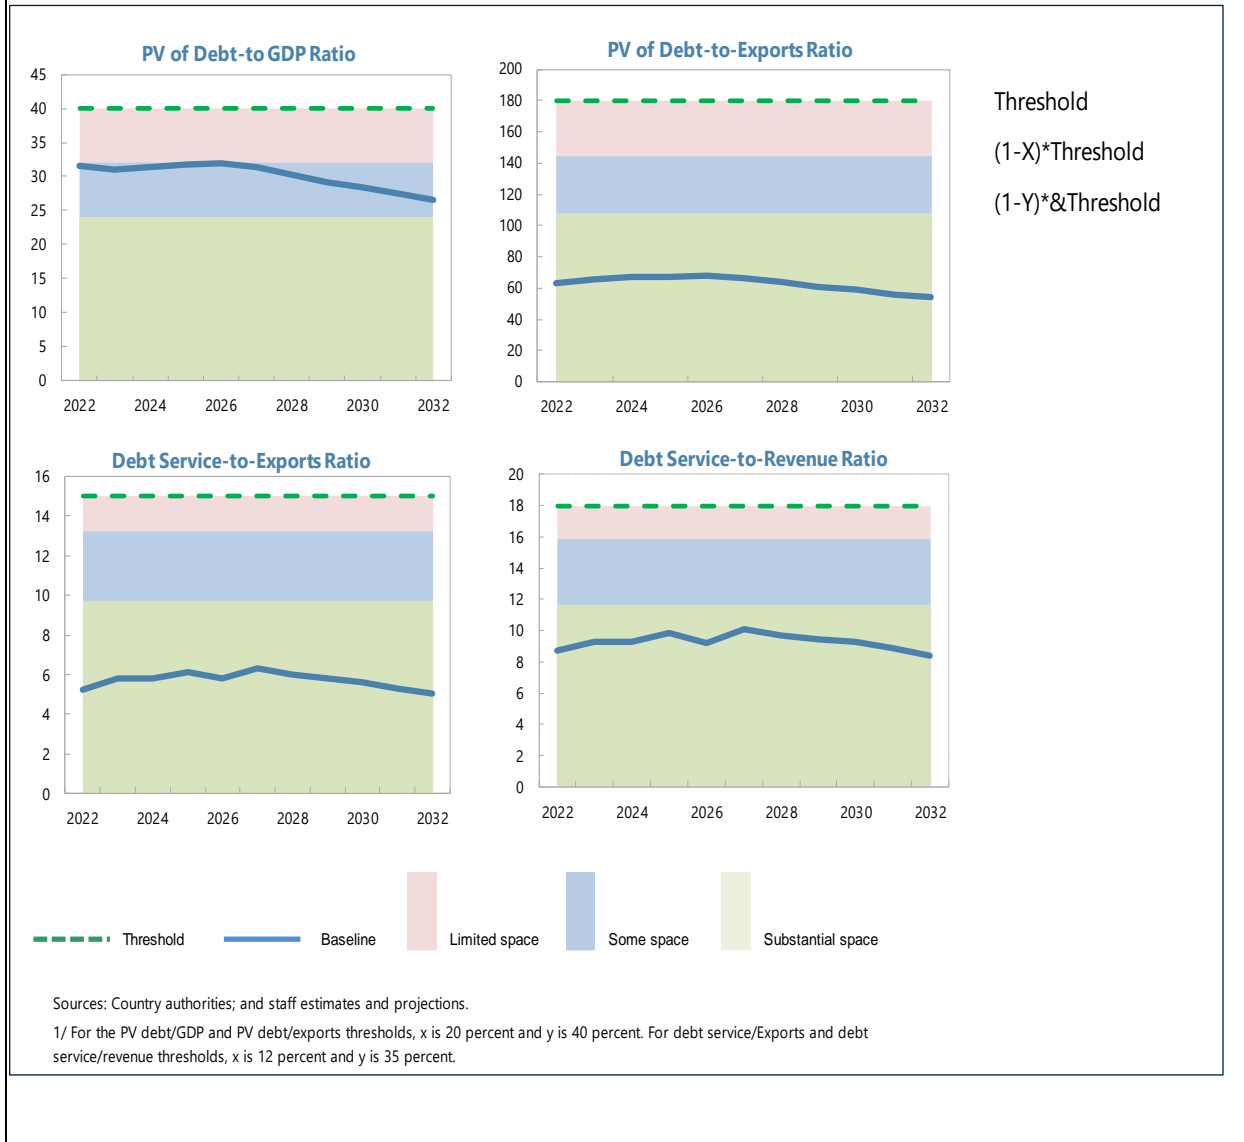 PV of Debt-to GDP Ratio
45
40
35
30
25
20
15
10
5
0
2022 2024 2026 2028 2030 2032
PV of Debt-to-Exports Ratio
200
180
160
140
120
100
80
60
40
20
0
2022 2024 2026 2028 2030 2032
Threshold
(1-X)*Threshold
(1-Y)*&Threshold
Debt Service-to-Exports Ratio
16
14
12
10
8
6
4
2
0
2022 2024 2026 2028 2030 2032
Debt Service-to-Revenue Ratio
20
18
16
14
12
10
8
6
4
2
0
2022 2024 2026 2028 2030 2032
Threshold Baseline Limited space Some space Substantial space
Sources: Country authorities; and staff estimates and projections.
1/ For the PV debt/GDP and PV debt/exports thresholds, x is 20 percent and y is 40 percent. For debt service/Exports and debt
service/revenue thresholds, x is 12 percent and y is 35 percent.